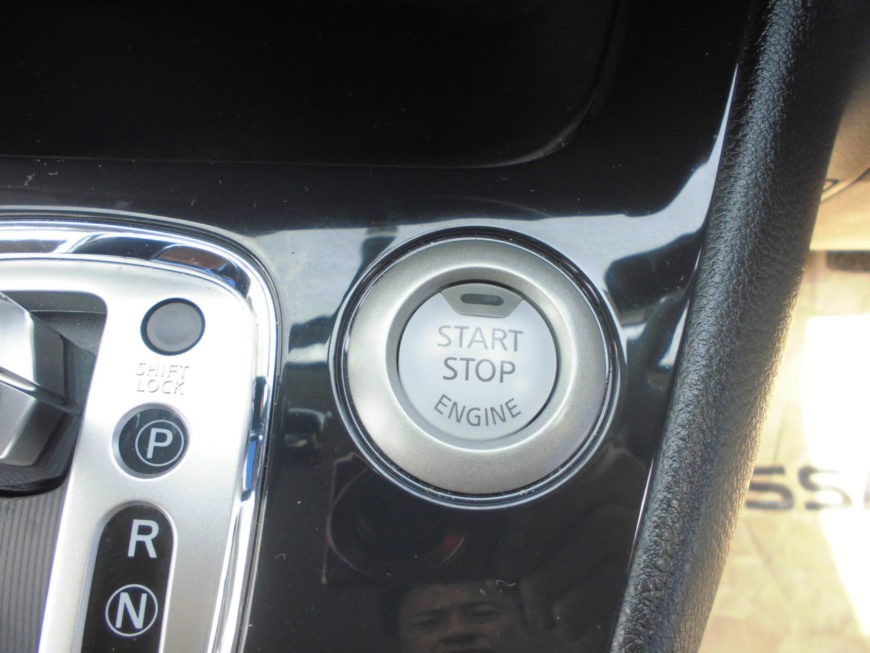 START
STOP
ENGINE
SHIFT
LOCK
P
R
N